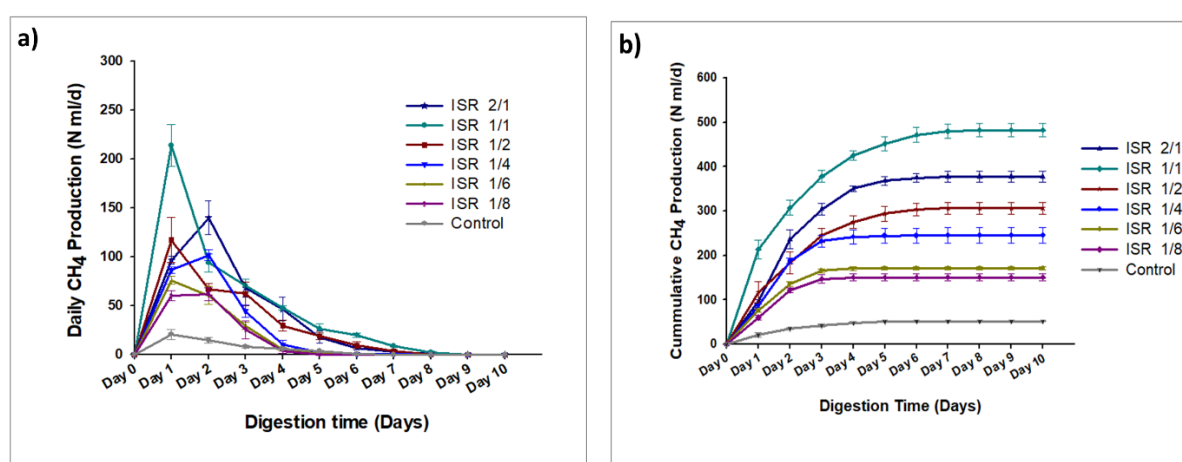 a)
Daily CH4 Production (N ml/d)
300
250
200
150
100
50
0
ISR 2/1
ISR 1/1
ISR 1/2
ISR 1/4
ISR 1/6
ISR 1/8
Control
Day 0
Day 1
Day 2
Day 3
Day 4
Day 5
Day 6
Day 7
Day 8
Day 9
Day 10
Digestion time (Days)
b)
Cummulative CH4 Production (N ml/d)
600
500
400
300
200
100
0
ISR 2/1
ISR 1/1
ISR 1/2
ISR 1/4
ISR 1/6
ISR 1/8
Control
Day 0
Day 1
Day 2
Day 3
Day 4
Day 5
Day 6
Day 7
Day 8
Day 9
Day 10
Digestion Time (Days)